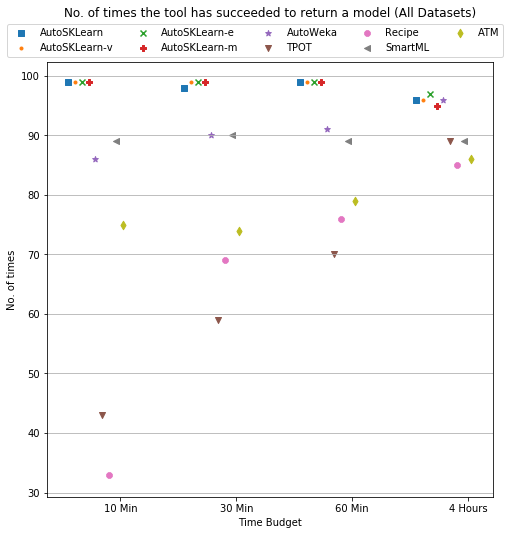 No. of times the tool has succeeded to return a model (All Datasets)
AutoSKLearn AutoSKLearn-e AutoWeka Recipe ATM
AutoSKLearn-v AutoSKLearn-m TPOT SmartML
100
90
80
70
60
50
40
30
No. of times
10 Min 30 Min 60 Min 4 Hours
Time Budget